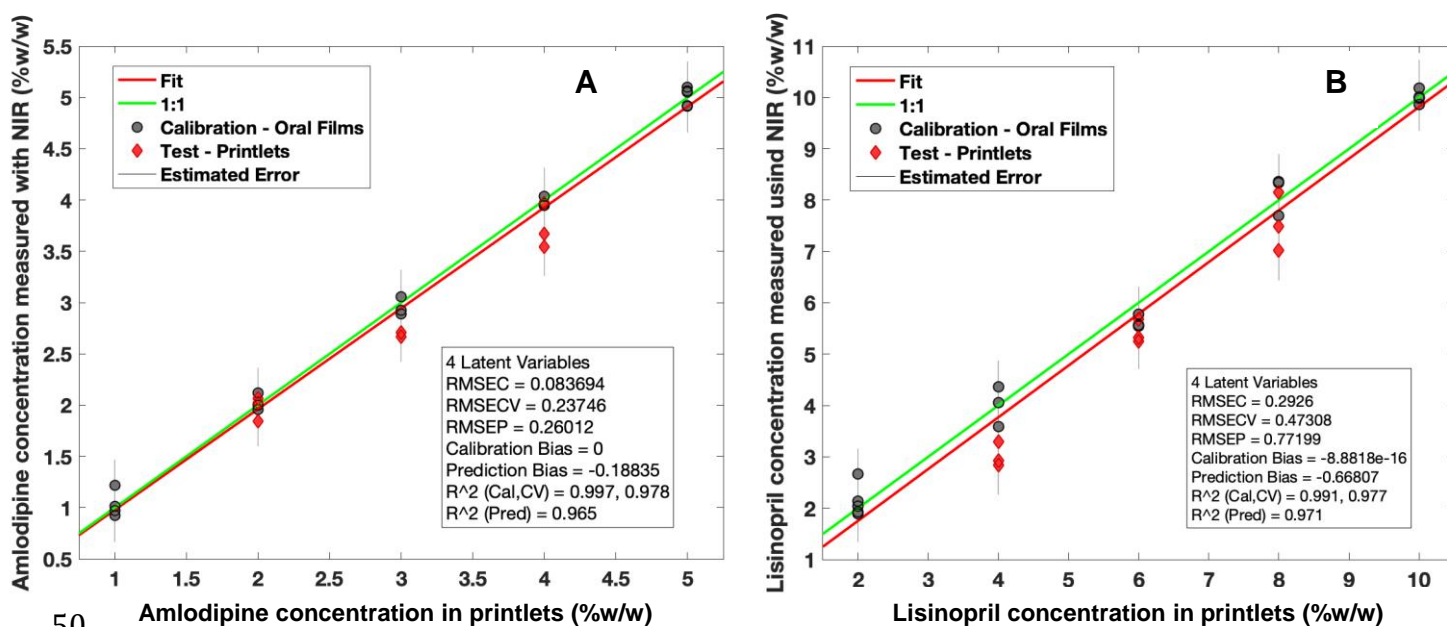 Amlodipine concentration measured with NIR (%w/w)
5.5
5
4.5
4
3.5
3
2.5
2
1.5
1
0.5
A
Fit
1:1
Calibration - Oral Films
Test - Printlets
Estimated Error
4 Latent Variables
RMSEC = 0.083694
RMSECV = 0.23746
RMSEP = 0.26012
Calibration Bias = 0
Prediction Bias = -0.18835
R^2 (Cal,CV) = 0.997, 0.978
R^2 (Pred) = 0.965
1 1.5 2 2.5 3 3.5 4 4.5 5
Amlodipine concentration in printlets (%w/w)
Lisinopril concentration measured usind NIR (%w/w)
11
10
9
8
7
6
5
4
3
2
1
B
Fit
1:1
Calibration - Oral Films
Test - Printlets
Estimated Error
4 Latent Variables
RMSEC = 0.2926
RMSECV = 0.47308
RMSEP = 0.77199
Calibration Bias = -8.8818e-16
Prediction Bias = -0.66807
R^2 (Cal,CV) = 0.991, 0.977
R^2 (Pred) = 0.971
2 3 4 5 6 7 8 9 10
Lisinopril concentration in printlets (%w/w)